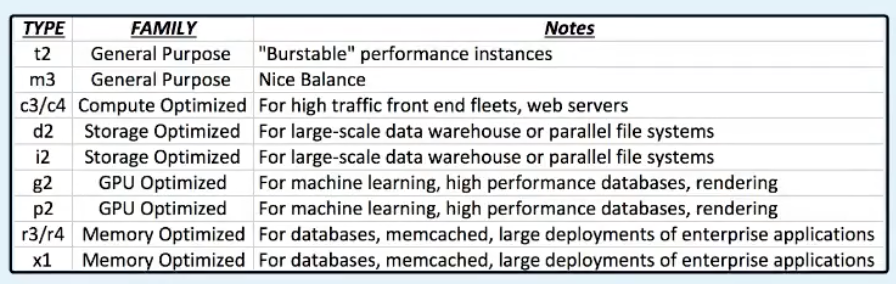 TYPE FAMILY Notes
t2 General Purpose "Burstable" performance instances
m3 General Purpose Nice Balance
c3/c4 Compute Optimized For high traffic front end fleets, web servers
d2 Storage Optimized For large-scale data warehouse or parallel file systems
i2 Storage Optimized For large-scale data warehouse or parallel file systems
g2 GPU Optimized For machine learning, high performance databases, rendering
p2 GPU Optimized For machine learning, high performance databases, rendering
r3/r4 Memory Optimized For databases, memcached, large deployments of enterprise applications
x1 Memory Optimized For databases, memcached, large deployments of enterprise applications